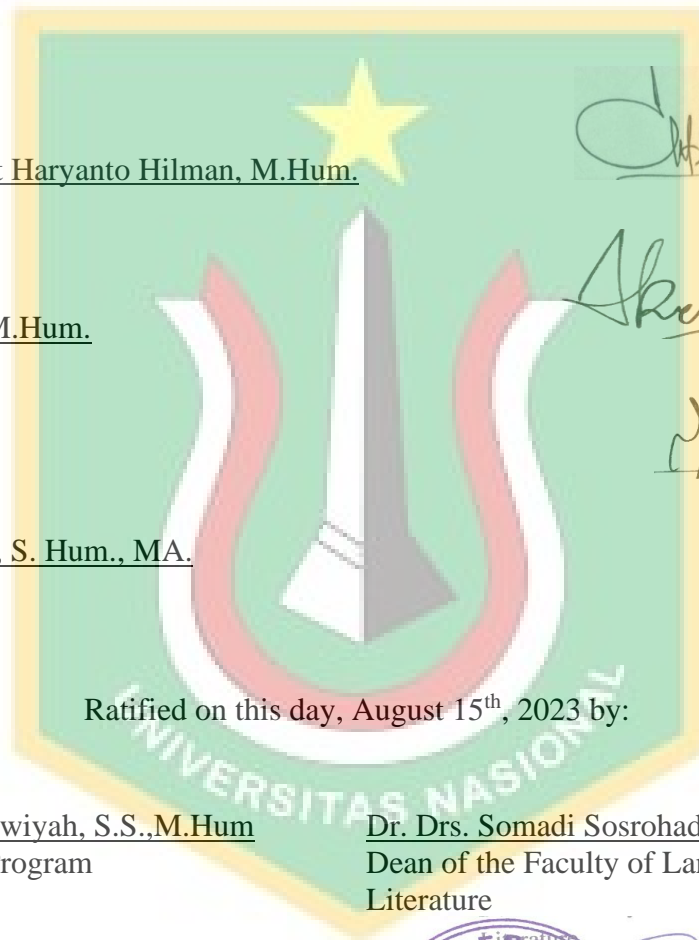 t Haryanto Hilman, M.Hum.
M.Hum.
, S. Hum., MA.
Ratified on this day, August 15th, 2023 by:
UNIVERSITAS NASIONAL
wiyah, S.S.,M.Hum
rogram
Dr. Drs. Somadi Sosrohad
Dean of the Faculty of Lan
Literature